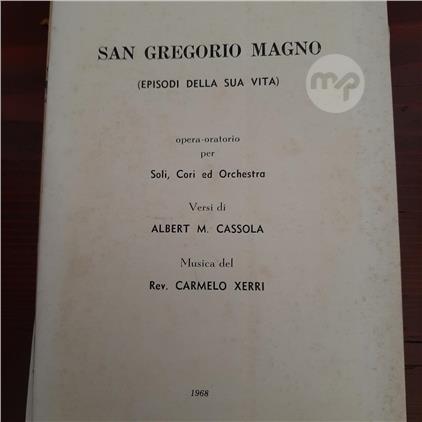 SAN GREGORIO MAGNO
(EPISODI DELLA SUA VITA)
mp
opera-oratorio
per
Soli, Cori ed Orchestra
Versi di
ALBERT M. CASSOLA
Musica del
Rev. CARMELO XERRI
1968